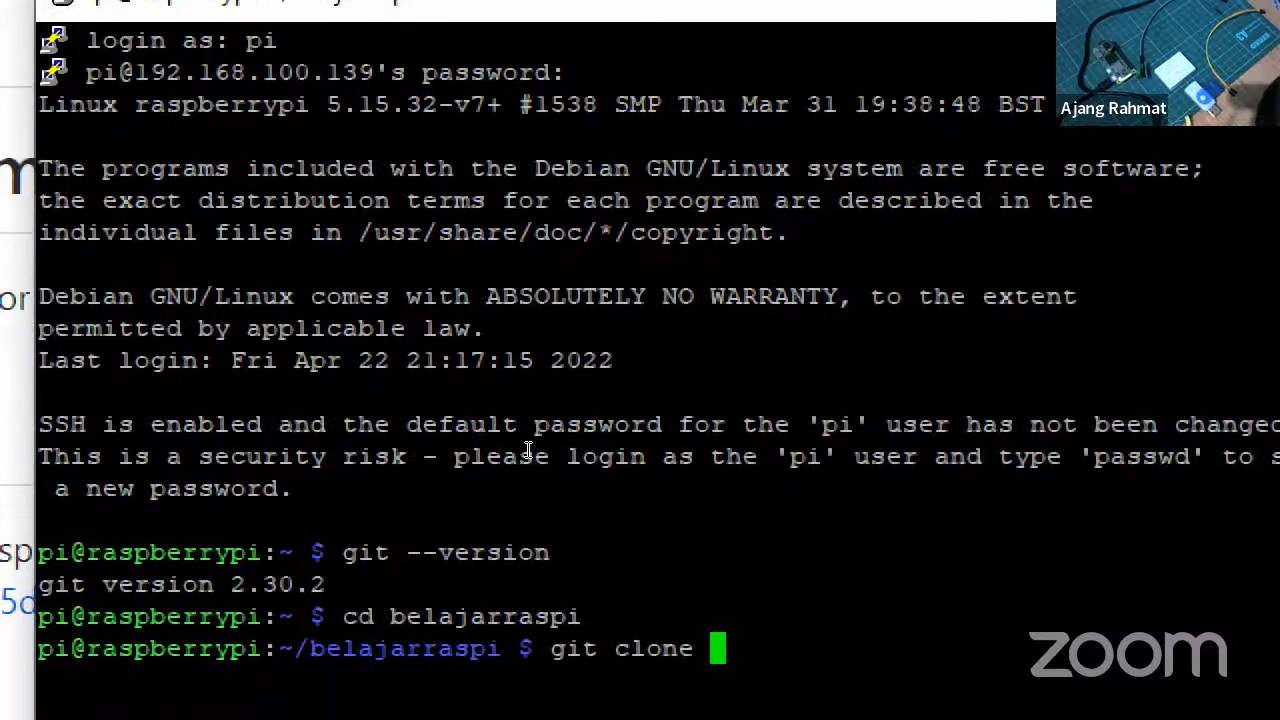 login as: pi
pi@192.168.100.139's password:
Linux raspberrypi 5.15.32-v7+ #1538 SMP Thu Mar 31 19:38:48 BST
Ajang Rahmat
The programs included with the Debian GNU/Linux system are free software;
the exact distribution terms for each program are described in the
individual files in /usr/share/doc/*/copyright.
Debian GNU/Linux comes with ABSOLUTELY NO WARRANTY, to the extent
permitted by applicable law.
Last login: Fri Apr 22 21:17:15 2022
SSH is enabled and the default password for the 'pi' user has not been changed
This is a security risk - please login as the 'pi' user and type 'passwd' to s
a new password.
pi@raspberrypi:~ $ git --version
git version 2.30.2
pi@raspberrypi:~ $ cd belajarraspi
pi@raspberrypi:~/belajarraspi $ git clone
zoom